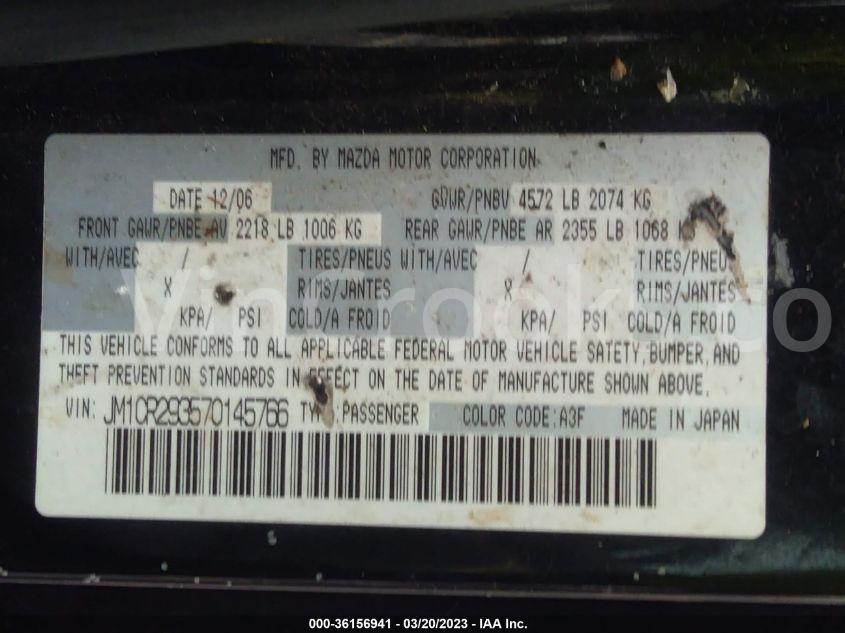 MFD. BY MAZDA MOTOR CORPORATION
DATE 12/06 GVWR/PNBV 4572 LB 2074 KG
FRONT GAWR/PNBE AV 2218 LB 1006 KG REAR GAWR/PNBE AR 2355 LB 1068
WITH/AVEC / TIRES/PNEUS WITH/AVEC / TIRES/PNEU
X RIMS/JANTES X RIMS/JANTES
KPA/ PSI COLD/A FROID KPA/ PSI COLD/A FROID
THIS VEHICLE CONFORMS TO ALL APPLICABLE FEDERAL MOTOR VEHICLE SAFETY, BUMPER, AND
THEFT PREVENTION STANDARDS IN EFFECT ON THE DATE OF MANUFACTURE SHOWN ABOVE.
VIN: JM1CR293570145766 TYPE:PASSENGER COLOR CODE:A3F MADE IN JAPAN
000-36156941 - 03/20/2023 - IAA Inc.